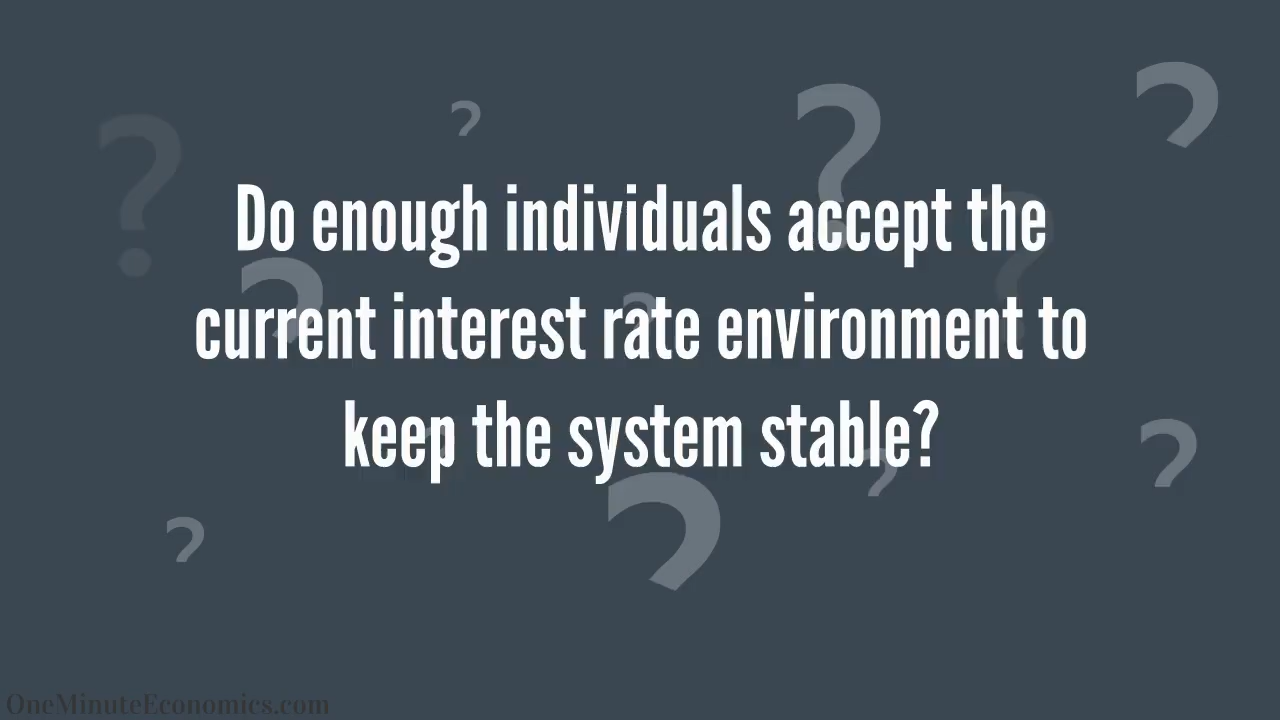 Do enough individuals accept the
current interest rate environment to
keep the system stable?
OneMinuteEconomics.com